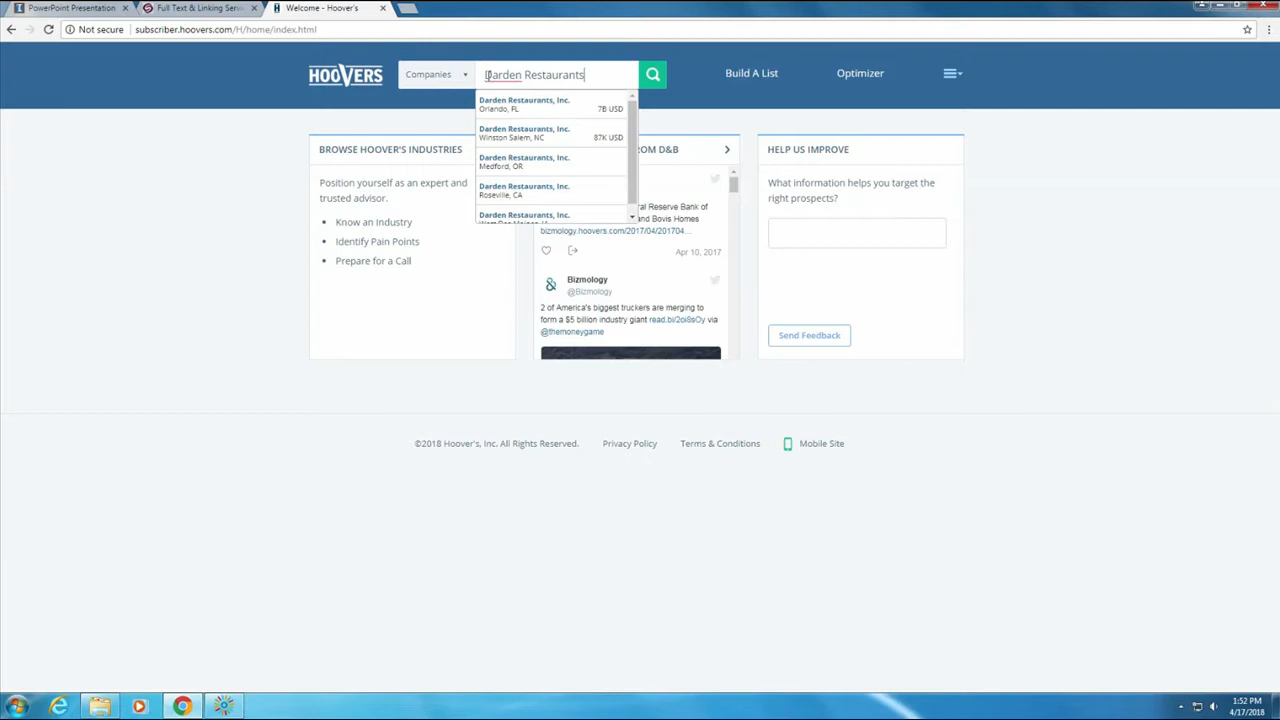 PowerPoint Presentation
Full Text & Linking Serv
Welcome - Hoover's
Not secure
subscriber.hoovers.com/H/home/index.html
HOOVERS
Companies
Darden Restaurants
Build A List
Optimizer
Darden Restaurants, Inc.
Orlando, FL 7B USD
Darden Restaurants, Inc.
Winston Salem, NC 87K USD
Darden Restaurants, Inc.
Medford, OR
Darden Restaurants, Inc.
Roseville, CA
Darden Restaurants, Inc.
BROWSE HOOVER'S INDUSTRIES
Position yourself as an expert and
trusted advisor.
• Know an Industry
• Identify Pain Points
• Prepare for a Call
FROM D&B
Reserve Bank of
and Bovis Homes
bizmology.hoovers.com/2017/04/201704...
Apr 10, 2017
Bizmology
@Bizmology
2 of America's biggest truckers are merging to
form a $5 billion industry giant via
@themoneygame
HELP US IMPROVE
What information helps you target the
right prospects?
Send Feedback
©2018 Hoover's, Inc. All Rights Reserved.
Privacy Policy
Terms & Conditions
Mobile Site
1:52 PM
4/17/2018